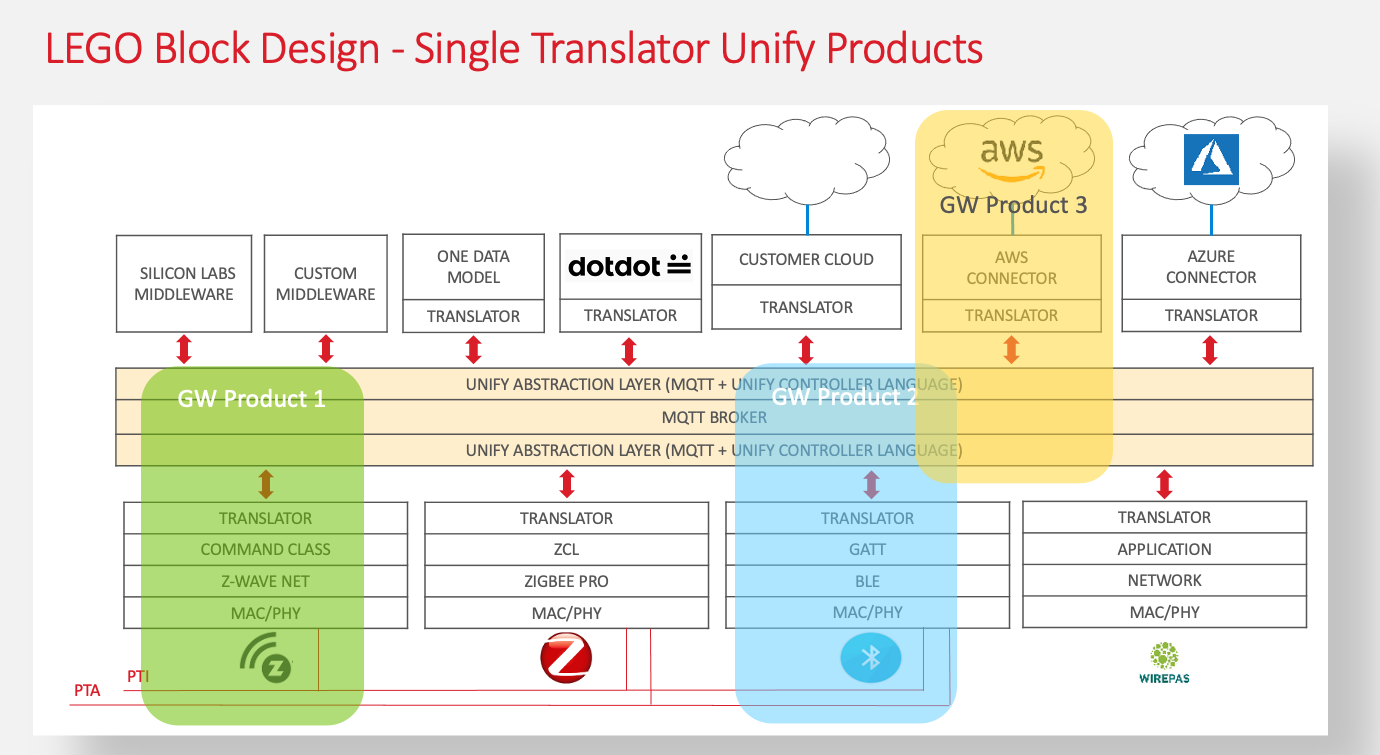 LEGO Block Design - Single Translator Unify Products
aws
GW Product 3
SILICON LABS
MIDDLEWARE
CUSTOM
MIDDLEWARE
ONE DATA
MODEL
TRANSLATOR
dotdot
TRANSLATOR
CUSTOMER CLOUD
TRANSLATOR
AWS
CONNECTOR
TRANSLATOR
AZURE
CONNECTOR
TRANSLATOR
UNIFY ABSTRACTION LAYER (MQTT + UNIFY CONTROLLER LANGUAGE)
GW Product 1
GW Product 2
MQTT BROKER
UNIFY ABSTRACTION LAYER (MQTT + UNIFY CONTROLLER LANGUAGE)
TRANSLATOR
COMMAND CLASS
Z-WAVE NET
MAC/PHY
TRANSLATOR
ZCL
ZIGBEE PRO
MAC/PHY
TRANSLATOR
GATT
BLE
MAC/PHY
TRANSLATOR
APPLICATION
NETWORK
MAC/PHY
Z
Z
WIREPAS
PTI
PTA